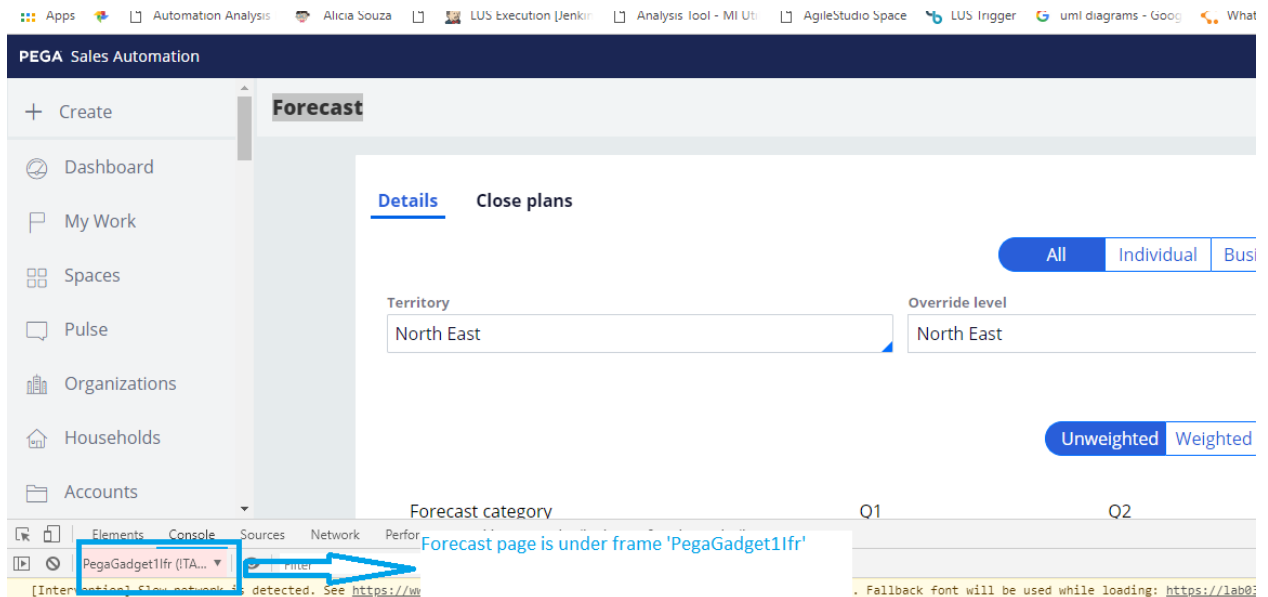 Apps Automation Analysis Alicia Souza LUS Execution [Jenkin Analysis Tool - MI Uti AgileStudio Space LUS Trigger uml diagrams - Goog What
PEGA Sales Automation
Create
Forecast
Dashboard
My Work
Spaces
Pulse
Organizations
Households
Accounts
Details Close plans
All Individual Busi
Territory Override level
North East North East
Unweighted Weighted
Forecast category Q1 Q2
Elements Console Sources Network Perfor
Forecast page is under frame 'PegaGadget1Ifr'
PegaGadget1Ifr (!TA... ▼ Filter
[Intervention] Slow network is detected. See https://ww . Fallback font will be used while loading: https://lab03